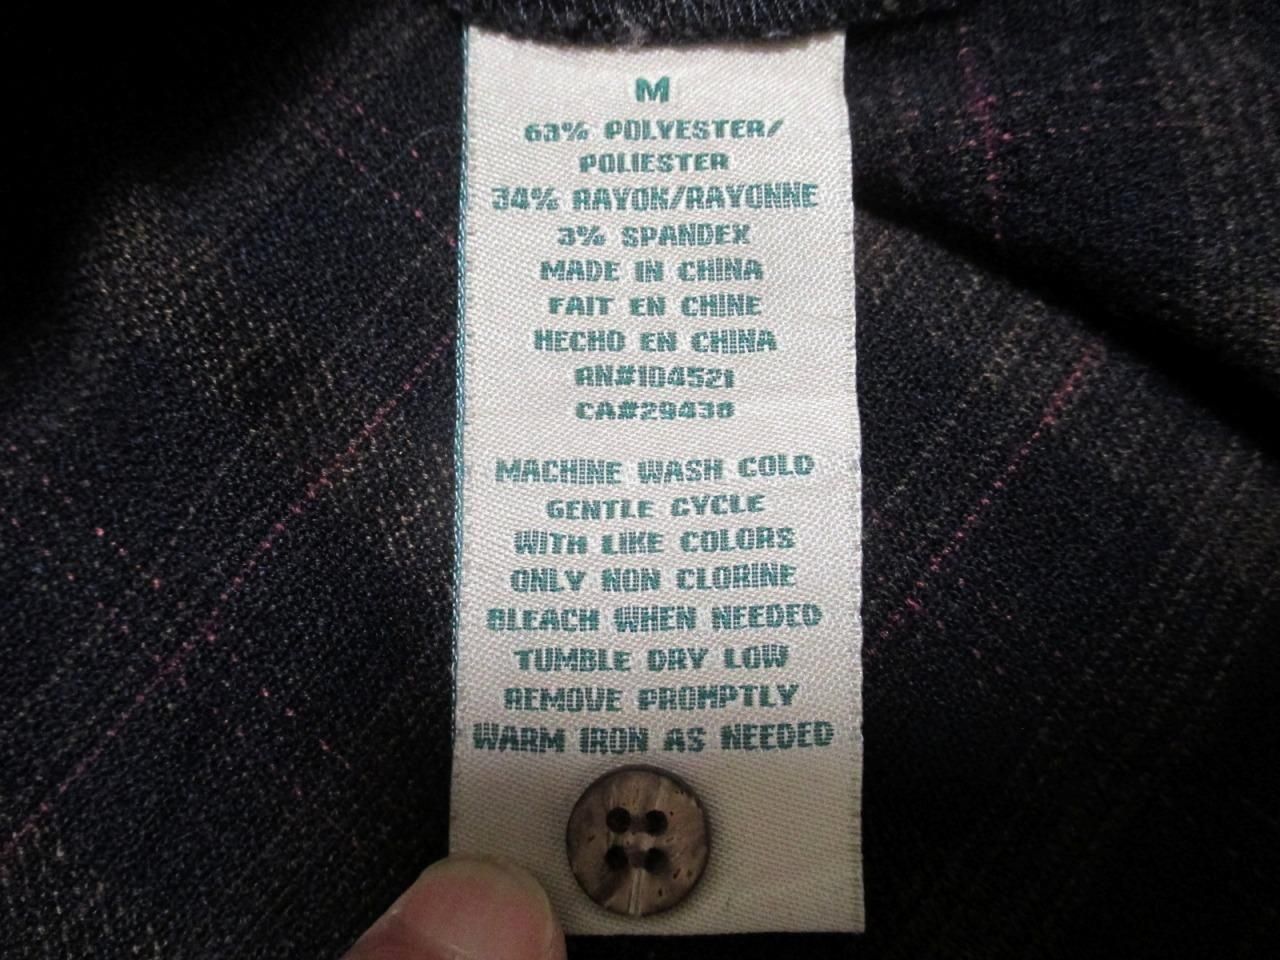 M
63% POLYESTER/
POLIESTER
34% RAYON/RAYONNE
3% SPANDEX
MADE IN CHINA
FAIT EN CHINE
HECHO EN CHINA
RN#104521
CA#29430
MACHINE WASH COLD
GENTLE CYCLE
WITH LIKE COLORS
ONLY NON CLORINE
BLEACH WHEN NEEDED
TUMBLE DRY LOW
REMOVE PROMPTLY
WARM IRON AS NEEDED